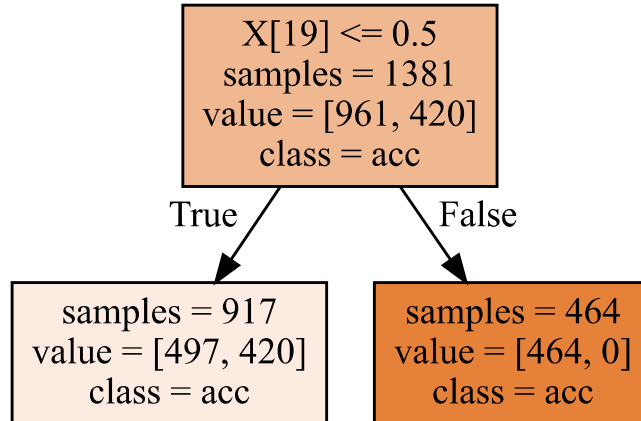 X[19] <= 0.5
samples = 1381
value = [961, 420]
class = acc
True
False
samples = 917
value = [497, 420]
class = acc
samples = 464
value = [464, 0]
class = acc